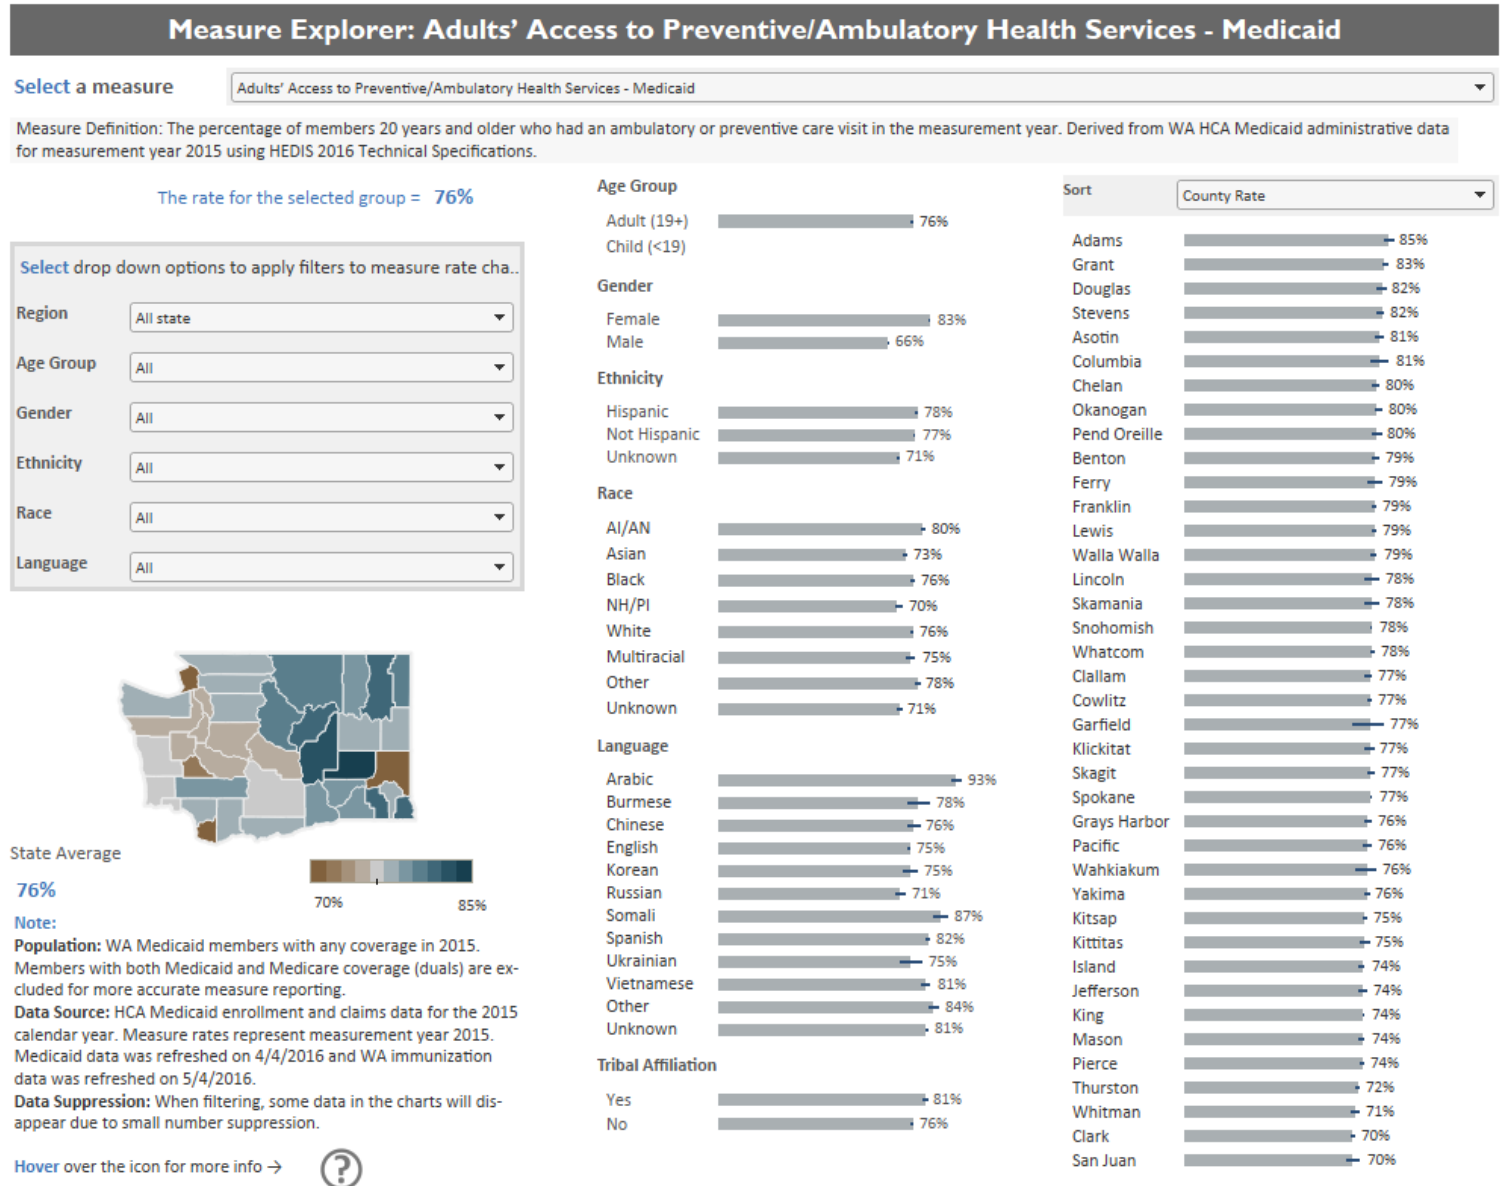 Measure Explorer: Adults' Access to Preventive/Ambulatory Health Services - Medicaid
Select a measure
Adults' Access to Preventive/Ambulatory Health Services - Medicaid
Measure Definition: The percentage of members 20 years and older who had an ambulatory or preventive care visit in the measurement year. Derived from WA HCA Medicaid administrative data
for measurement year 2015 using HEDIS 2016 Technical Specifications.
The rate for the selected group = 76%
Select drop down options to apply filters to measure rate cha..
Region All state
Age Group All
Gender All
Ethnicity All
Race All
Language All
State Average
76%
70% 85%
Note:
Population: WA Medicaid members with any coverage in 2015.
Members with both Medicaid and Medicare coverage (duals) are ex-
cluded for more accurate measure reporting.
Data Source: HCA Medicaid enrollment and claims data for the 2015
calendar year. Measure rates represent measurement year 2015.
Medicaid data was refreshed on 4/4/2016 and WA immunization
data was refreshed on 5/4/2016.
Data Suppression: When filtering, some data in the charts will dis-
appear due to small number suppression.
Hover over the icon for more info →
?
Age Group
Adult (19+) 76%
Child (<19)
Gender
Female 83%
Male 66%
Ethnicity
Hispanic 78%
Not Hispanic 77%
Unknown 71%
Race
AI/AN 80%
Asian 73%
Black 76%
NH/PI 70%
White 76%
Multiracial 75%
Other 78%
Unknown 71%
Language
Arabic 93%
Burmese 78%
Chinese 76%
English 75%
Korean 75%
Russian 71%
Somali 87%
Spanish 82%
Ukrainian 75%
Vietnamese 81%
Other 84%
Unknown 81%
Tribal Affiliation
Yes 81%
No 76%
Sort County Rate
Adams 85%
Grant 83%
Douglas 82%
Stevens 82%
Asotin 81%
Columbia 81%
Chelan 80%
Okanogan 80%
Pend Oreille 80%
Benton 79%
Ferry 79%
Franklin 79%
Lewis 79%
Walla Walla 79%
Lincoln 78%
Skamania 78%
Snohomish 78%
Whatcom 78%
Clallam 77%
Cowlitz 77%
Garfield 77%
Klickitat 77%
Skagit 77%
Spokane 77%
Grays Harbor 76%
Pacific 76%
Wahkiakum 76%
Yakima 76%
Kitsap 75%
Kittitas 75%
Island 74%
Jefferson 74%
King 74%
Mason 74%
Pierce 74%
Thurston 72%
Whitman 71%
Clark 70%
San Juan 70%